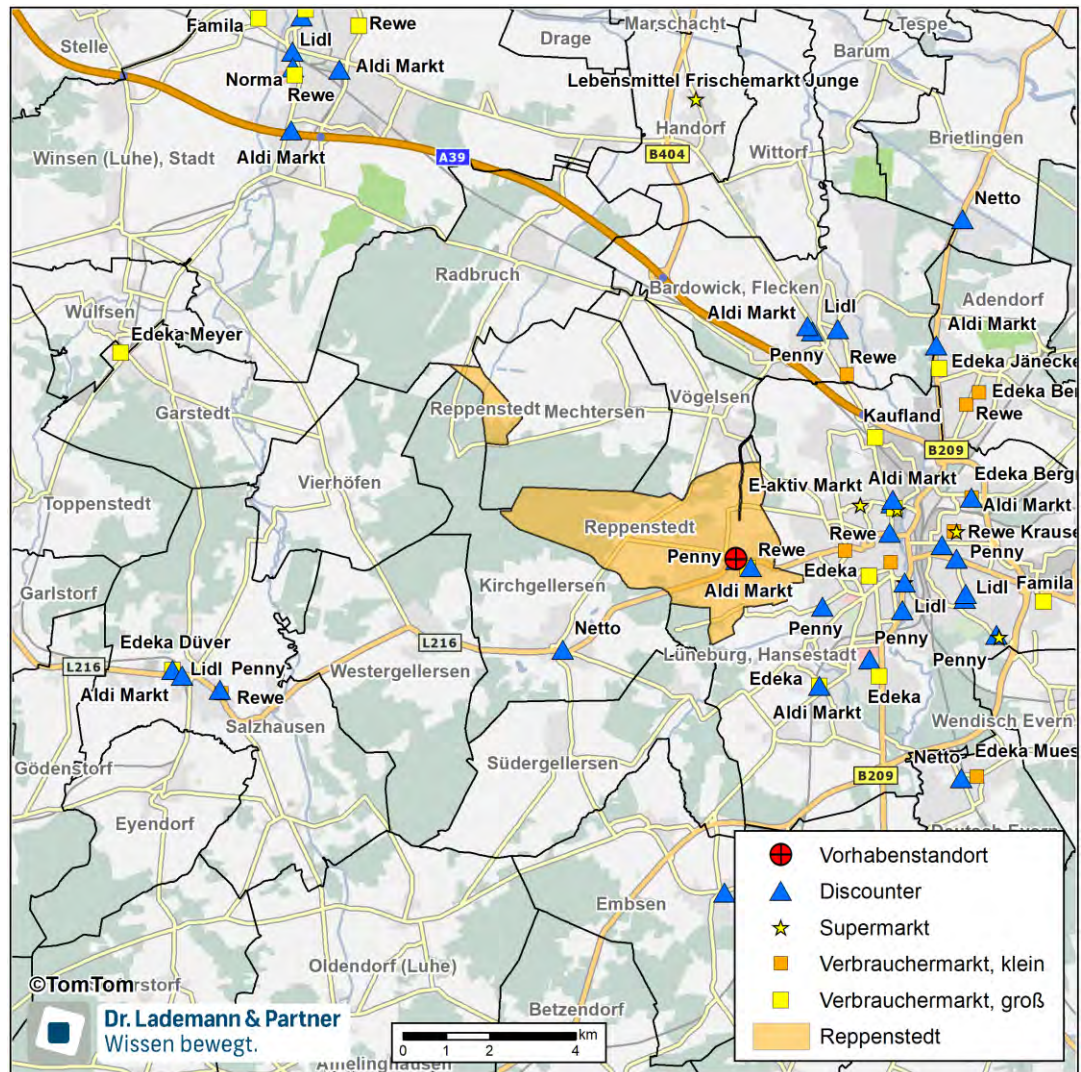 Famila
Rewe
Marschacht
Tespe
Stelle
Lidl
Drage
Barum
Aldi Markt
Norma
Rewe
Lebensmittel Frischemarkt Junge
Handorf
Brietlingen
Winsen (Luhe), Stadt
Aldi Markt
A39
B404
Wittorf
Netto
Radbruch
Bardowick, Flecken
Wulfsen
Adendorf
Edeka Meyer
Aldi Markt
Lidl
Aldi Markt
Penny
Rewe
Edeka Jänecke
Garstedt
Reppenstedt
Mechtersen
Vögelsen
Edeka Ber
Rewe
Kaufland
B209
Vierhöfen
E-aktiv Markt
Aldi Markt
Edeka Bergr
Toppenstedt
Aldi Markt
Reppenstedt
Rewe
Rewe Krause
Penny
Rewe
Penny
Kirchgellersen
Aldi Markt
Edeka
Lidl
Famila
Garlstorf
Lidl
Penny
Penny
L216
Netto
Edeka Düver
L216
Lidl
Penny
Westergellersen
Lüneburg, Hansestadt
Penny
Aldi Markt
Rewe
Edeka
Edeka
Salzhausen
Aldi Markt
Wendisch Evern
Gödenstorf
Südergellersen
Netto
Edeka Mues
B209
Eyendorf
Deutsch Evern
Vorhabenstandort
Discounter
Embsen
Supermarkt
Verbrauchermarkt, klein
Oldendorf (Luhe)
©TomTom
Verbrauchermarkt, groß
Betzendorf
Dr. Lademann & Partner
Wissen bewegt.
km
0 1 2 4
Reppenstedt
Amelinghausen